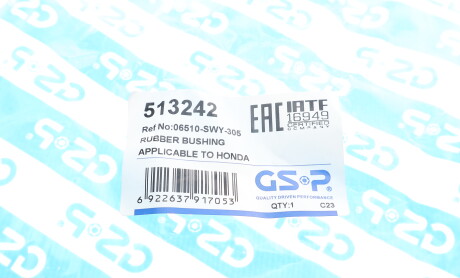 513242
Ref No:06510-SWY-305
RUBBER BUSHING
APPLICABLE TO HONDA
6 922637 917053
EAC
IATF
16949
CERTIFIED
COMPANY
GSP
QUALITY DRIVEN PERFORMANCE
QTY:1 C23